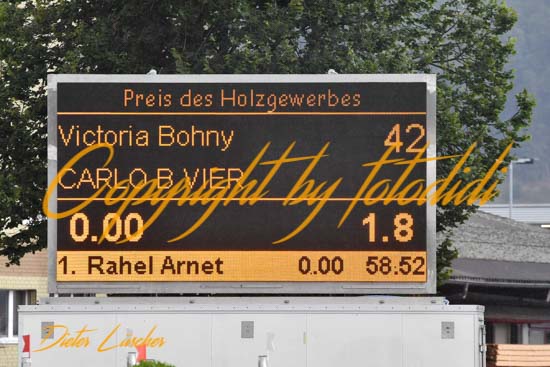 Preis des Holzgewerbes
Victoria Bohny 42
CARLO B VIER
Copyright by fotodidi
0.00 1.8
1. Rahel Arnet 0.00 58:52
Dieter Lüscher